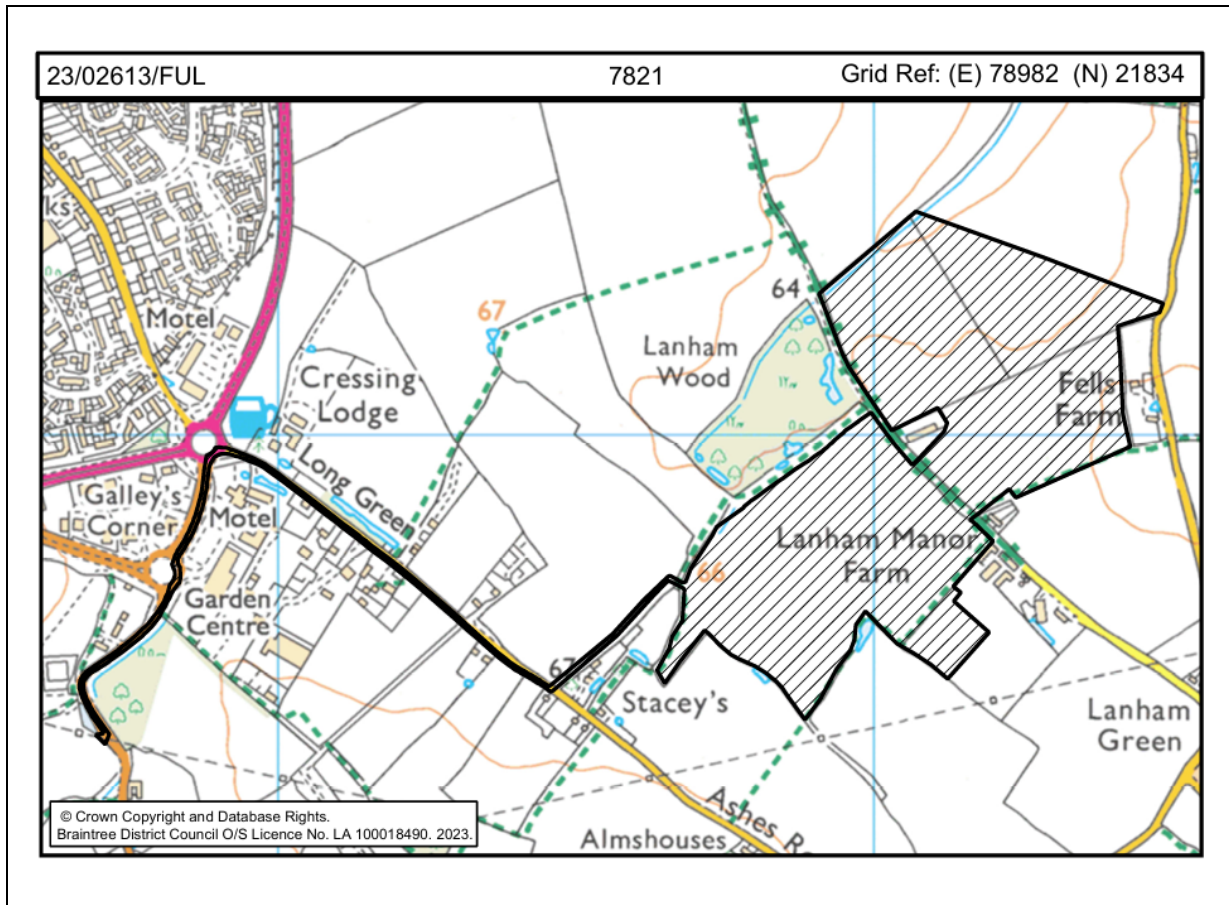 23/02613/FUL
7821
Grid Ref: (E) 78982 (N) 21834
ks
Motel
Cressing
Lodge
67
64
Lanham
Wood
Fells
Farm
Long Green
Galley's
Corner
Motel
Garden
Centre
Lanham Manor
Farm
66
67
Stacey's
Lanham
Green
Ashes Ro
Almshouses
© Crown Copyright and Database Rights.
Braintree District Council O/S Licence No. LA 100018490. 2023.